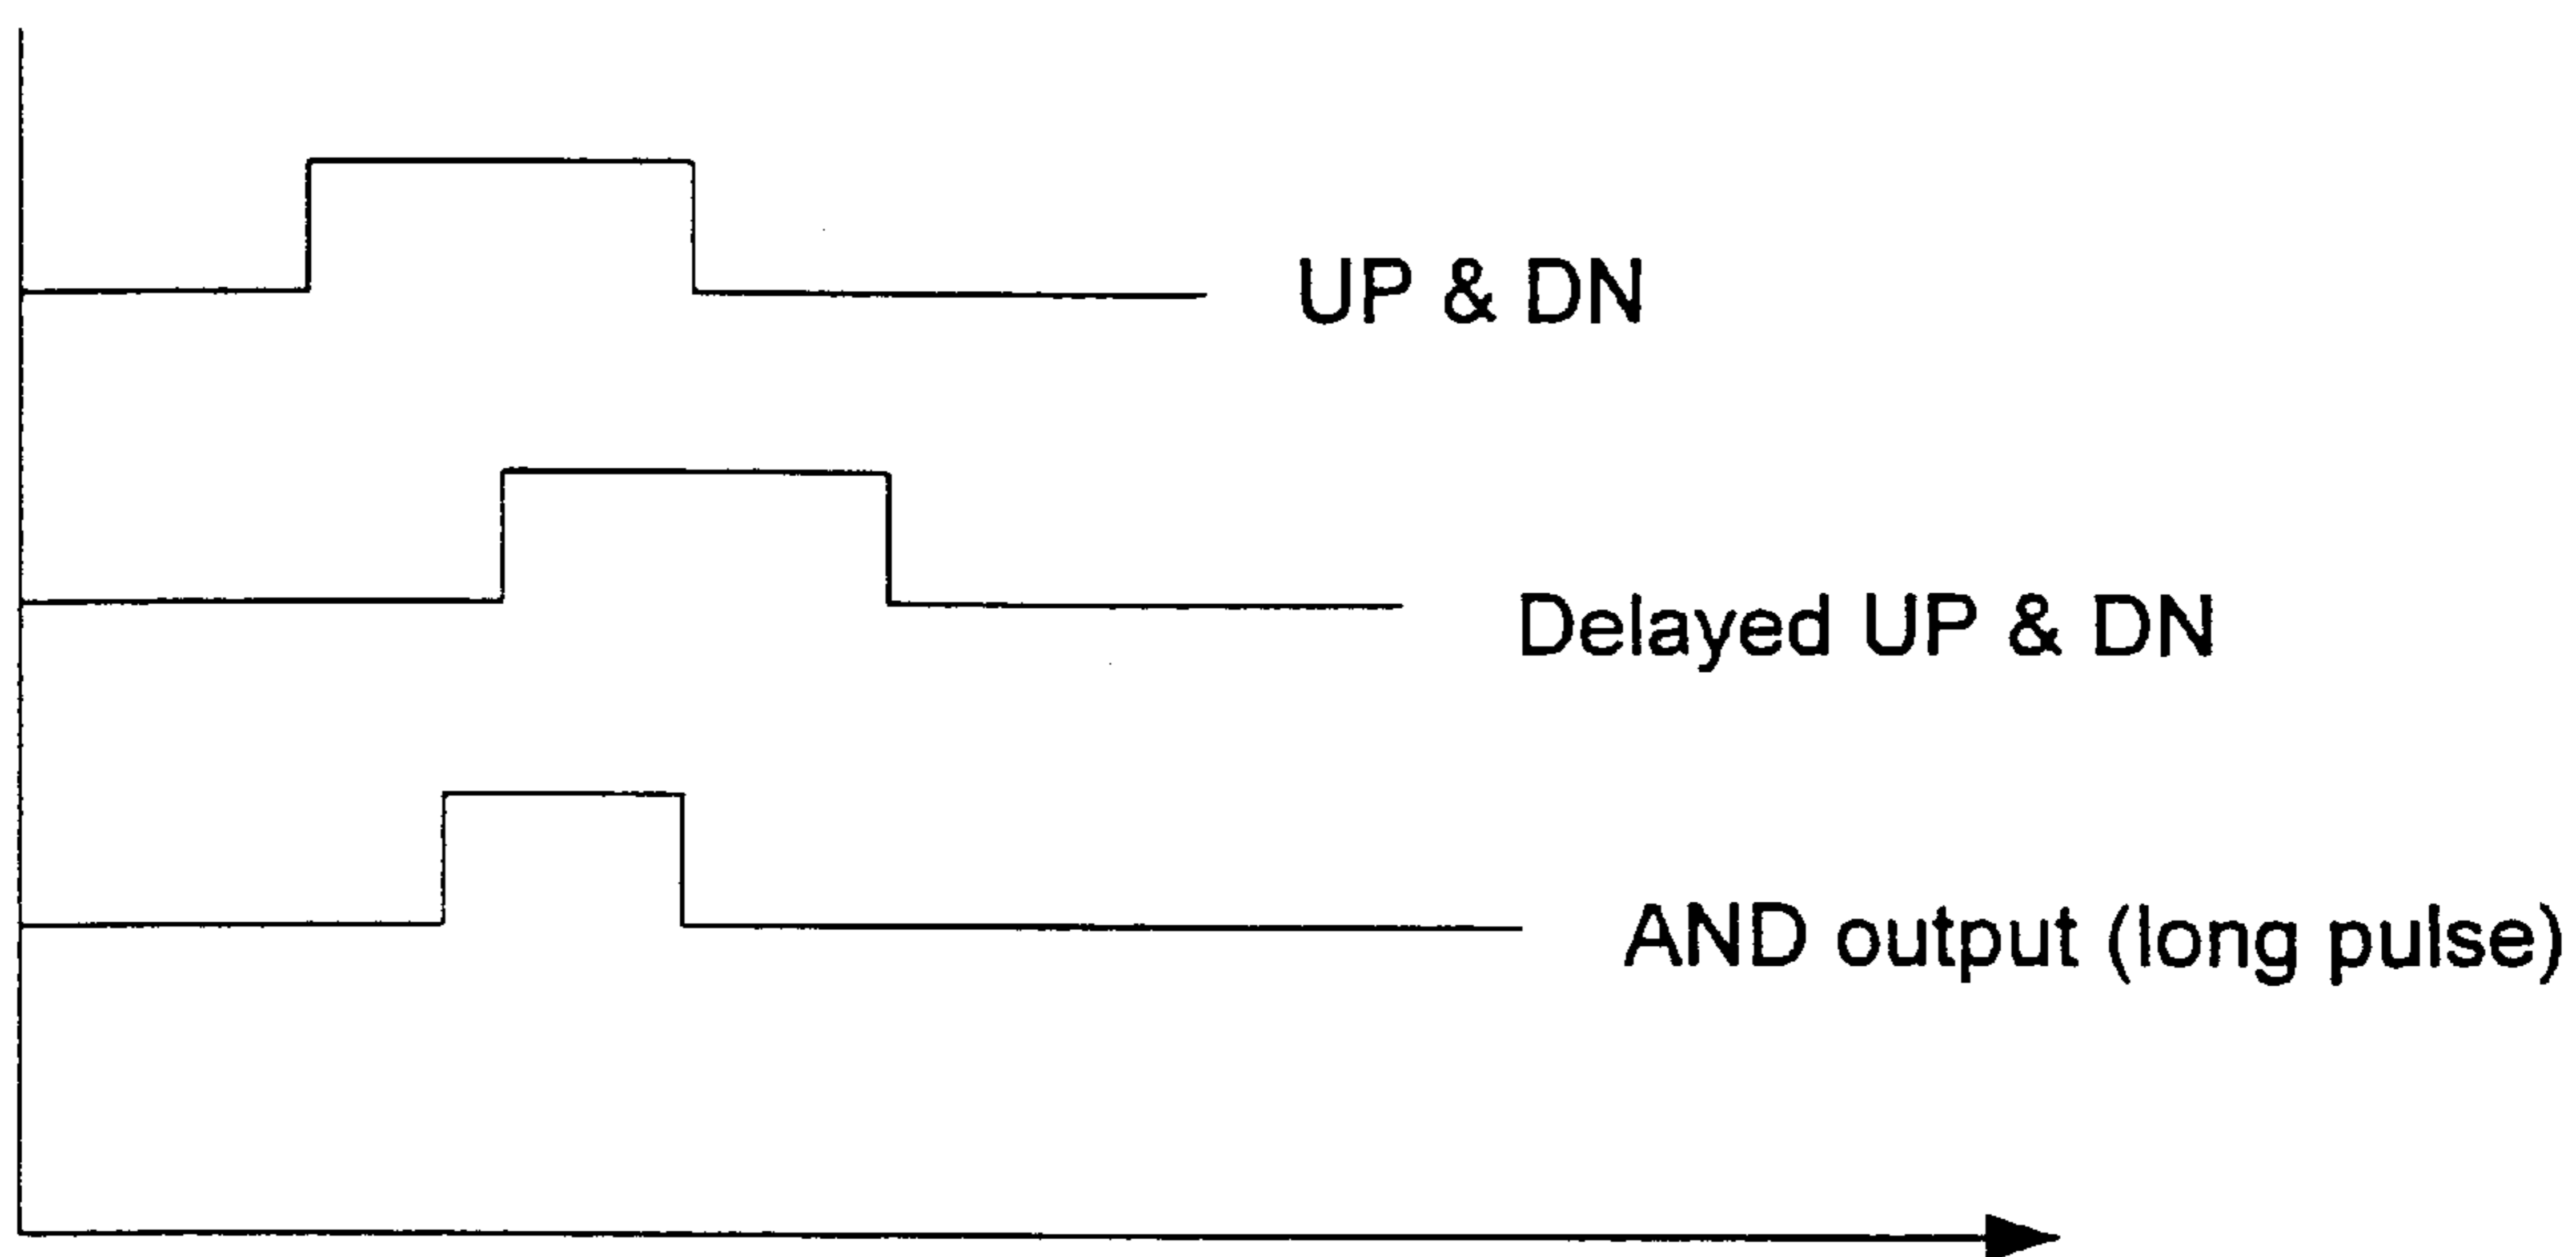 UP & DN
Delayed UP & DN
AND output (long pulse)